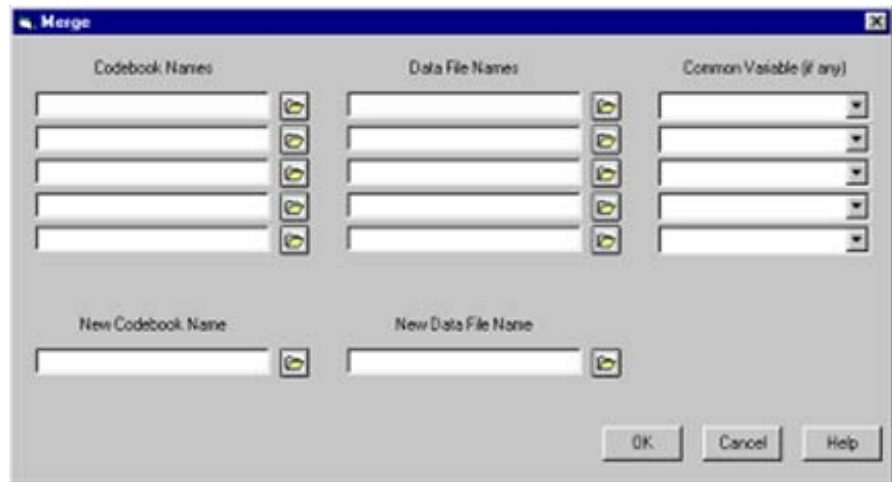 Merge
Codebook Names Data File Names Common Variable (if any)
New Codebook Name New Data File Name
OK Cancel Help